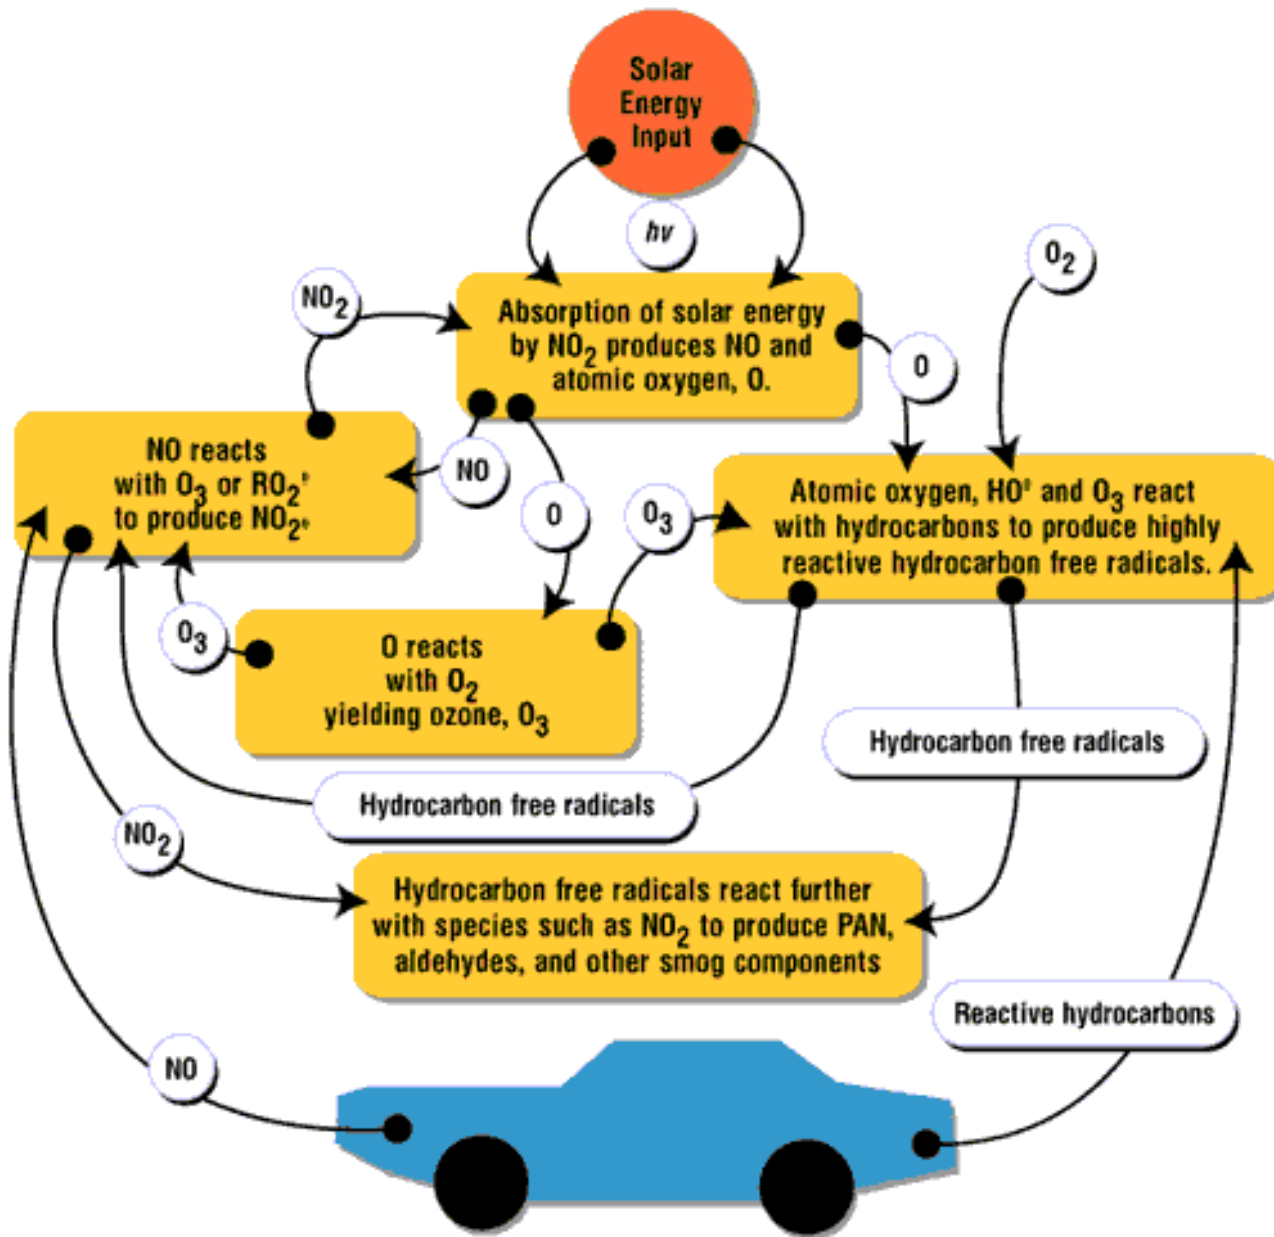 Solar
Energy
Input
hv
O2
NO2
Absorption of solar energy
by NO2 produces NO and
atomic oxygen, O.
O
NO reacts
with O3 or RO2•
to produce NO2•
NO
O
O3
Atomic oxygen, HO• and O3 react
with hydrocarbons to produce highly
reactive hydrocarbon free radicals.
O3
O reacts
with O2
yielding ozone, O3
Hydrocarbon free radicals
Hydrocarbon free radicals
NO2
Hydrocarbon free radicals react further
with species such as NO2 to produce PAN,
aldehydes, and other smog components
Reactive hydrocarbons
NO